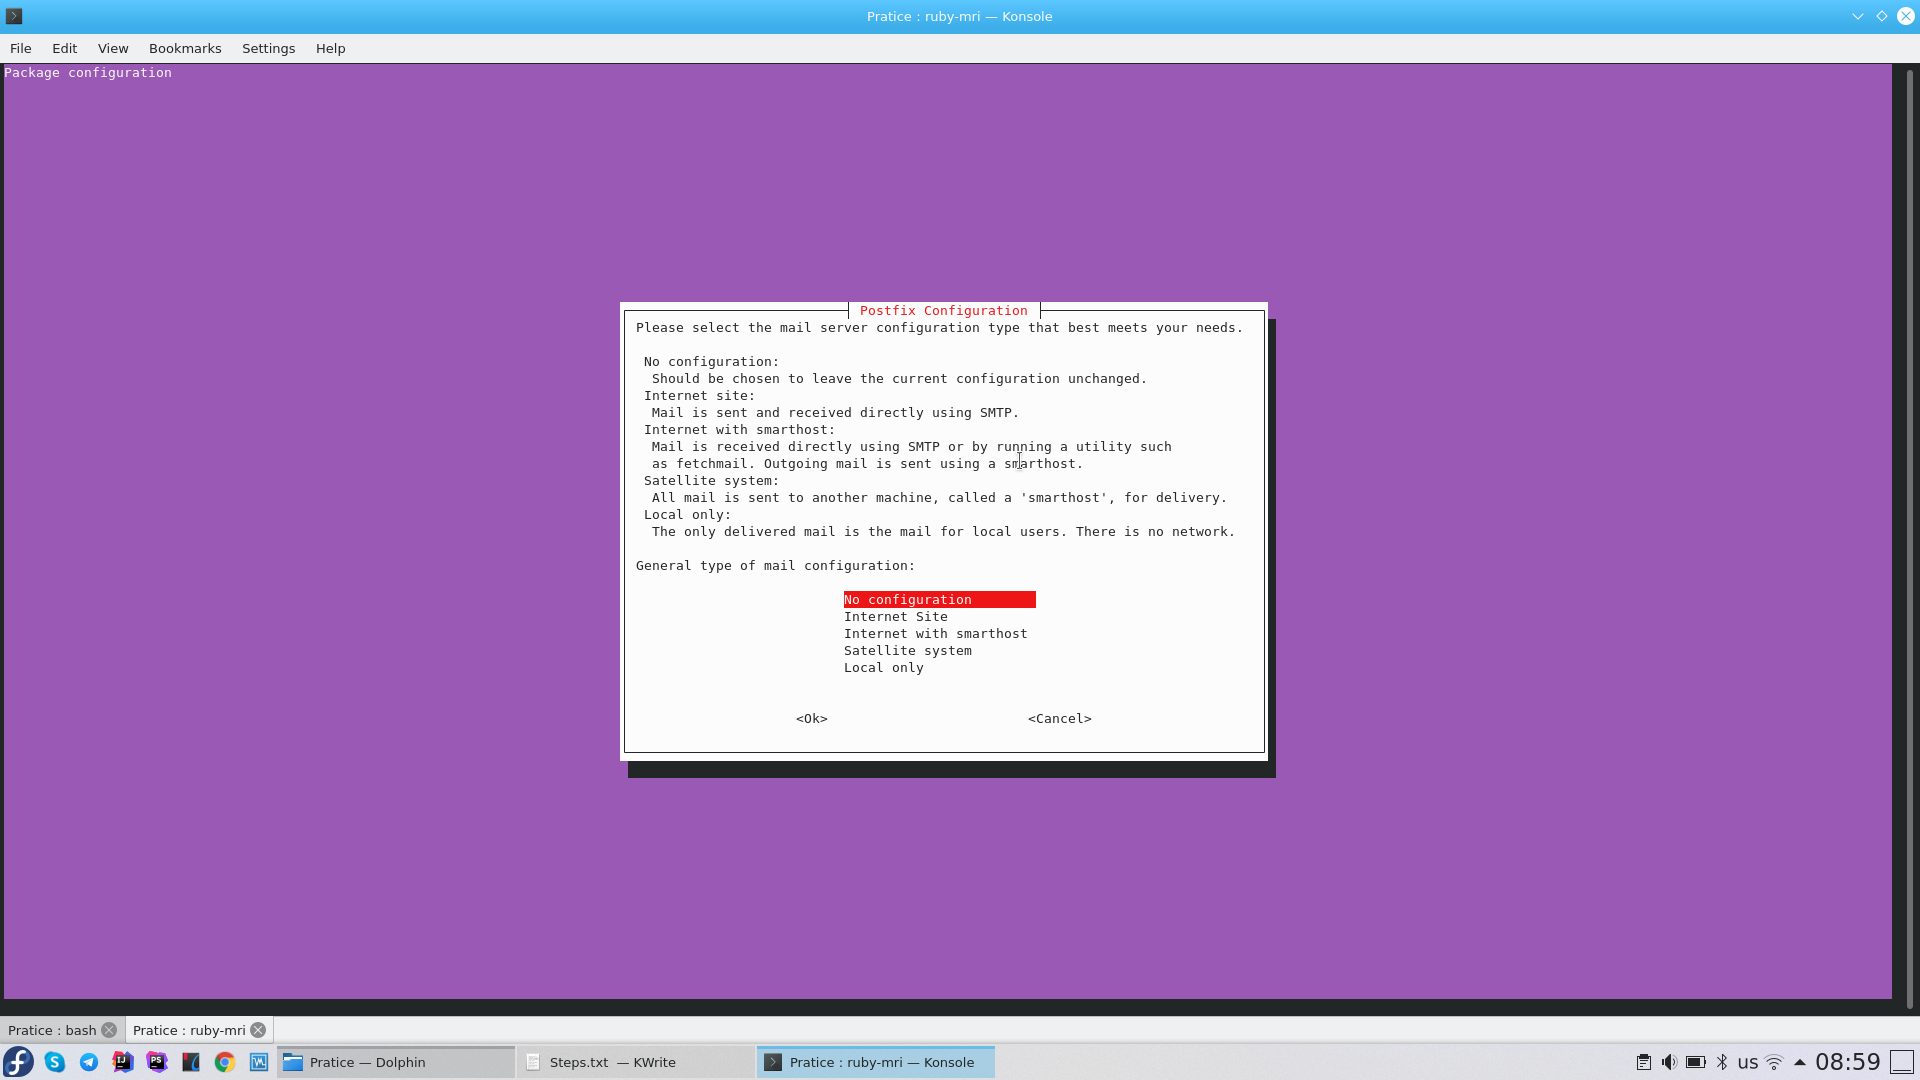 Pratice : ruby-mri — Konsole
File Edit View Bookmarks Settings Help
Package configuration
Postfix Configuration
Please select the mail server configuration type that best meets your needs.
No configuration:
Should be chosen to leave the current configuration unchanged.
Internet site:
Mail is sent and received directly using SMTP.
Internet with smarthost:
Mail is received directly using SMTP or by running a utility such
as fetchmail. Outgoing mail is sent using a smarthost.
Satellite system:
All mail is sent to another machine, called a 'smarthost', for delivery.
Local only:
The only delivered mail is the mail for local users. There is no network.
General type of mail configuration:
No configuration
Internet Site
Internet with smarthost
Satellite system
Local only
<Ok> <Cancel>
Pratice : bash Pratice : ruby-mri
Pratice — Dolphin Steps.txt — KWrite Pratice : ruby-mri — Konsole us 08:59